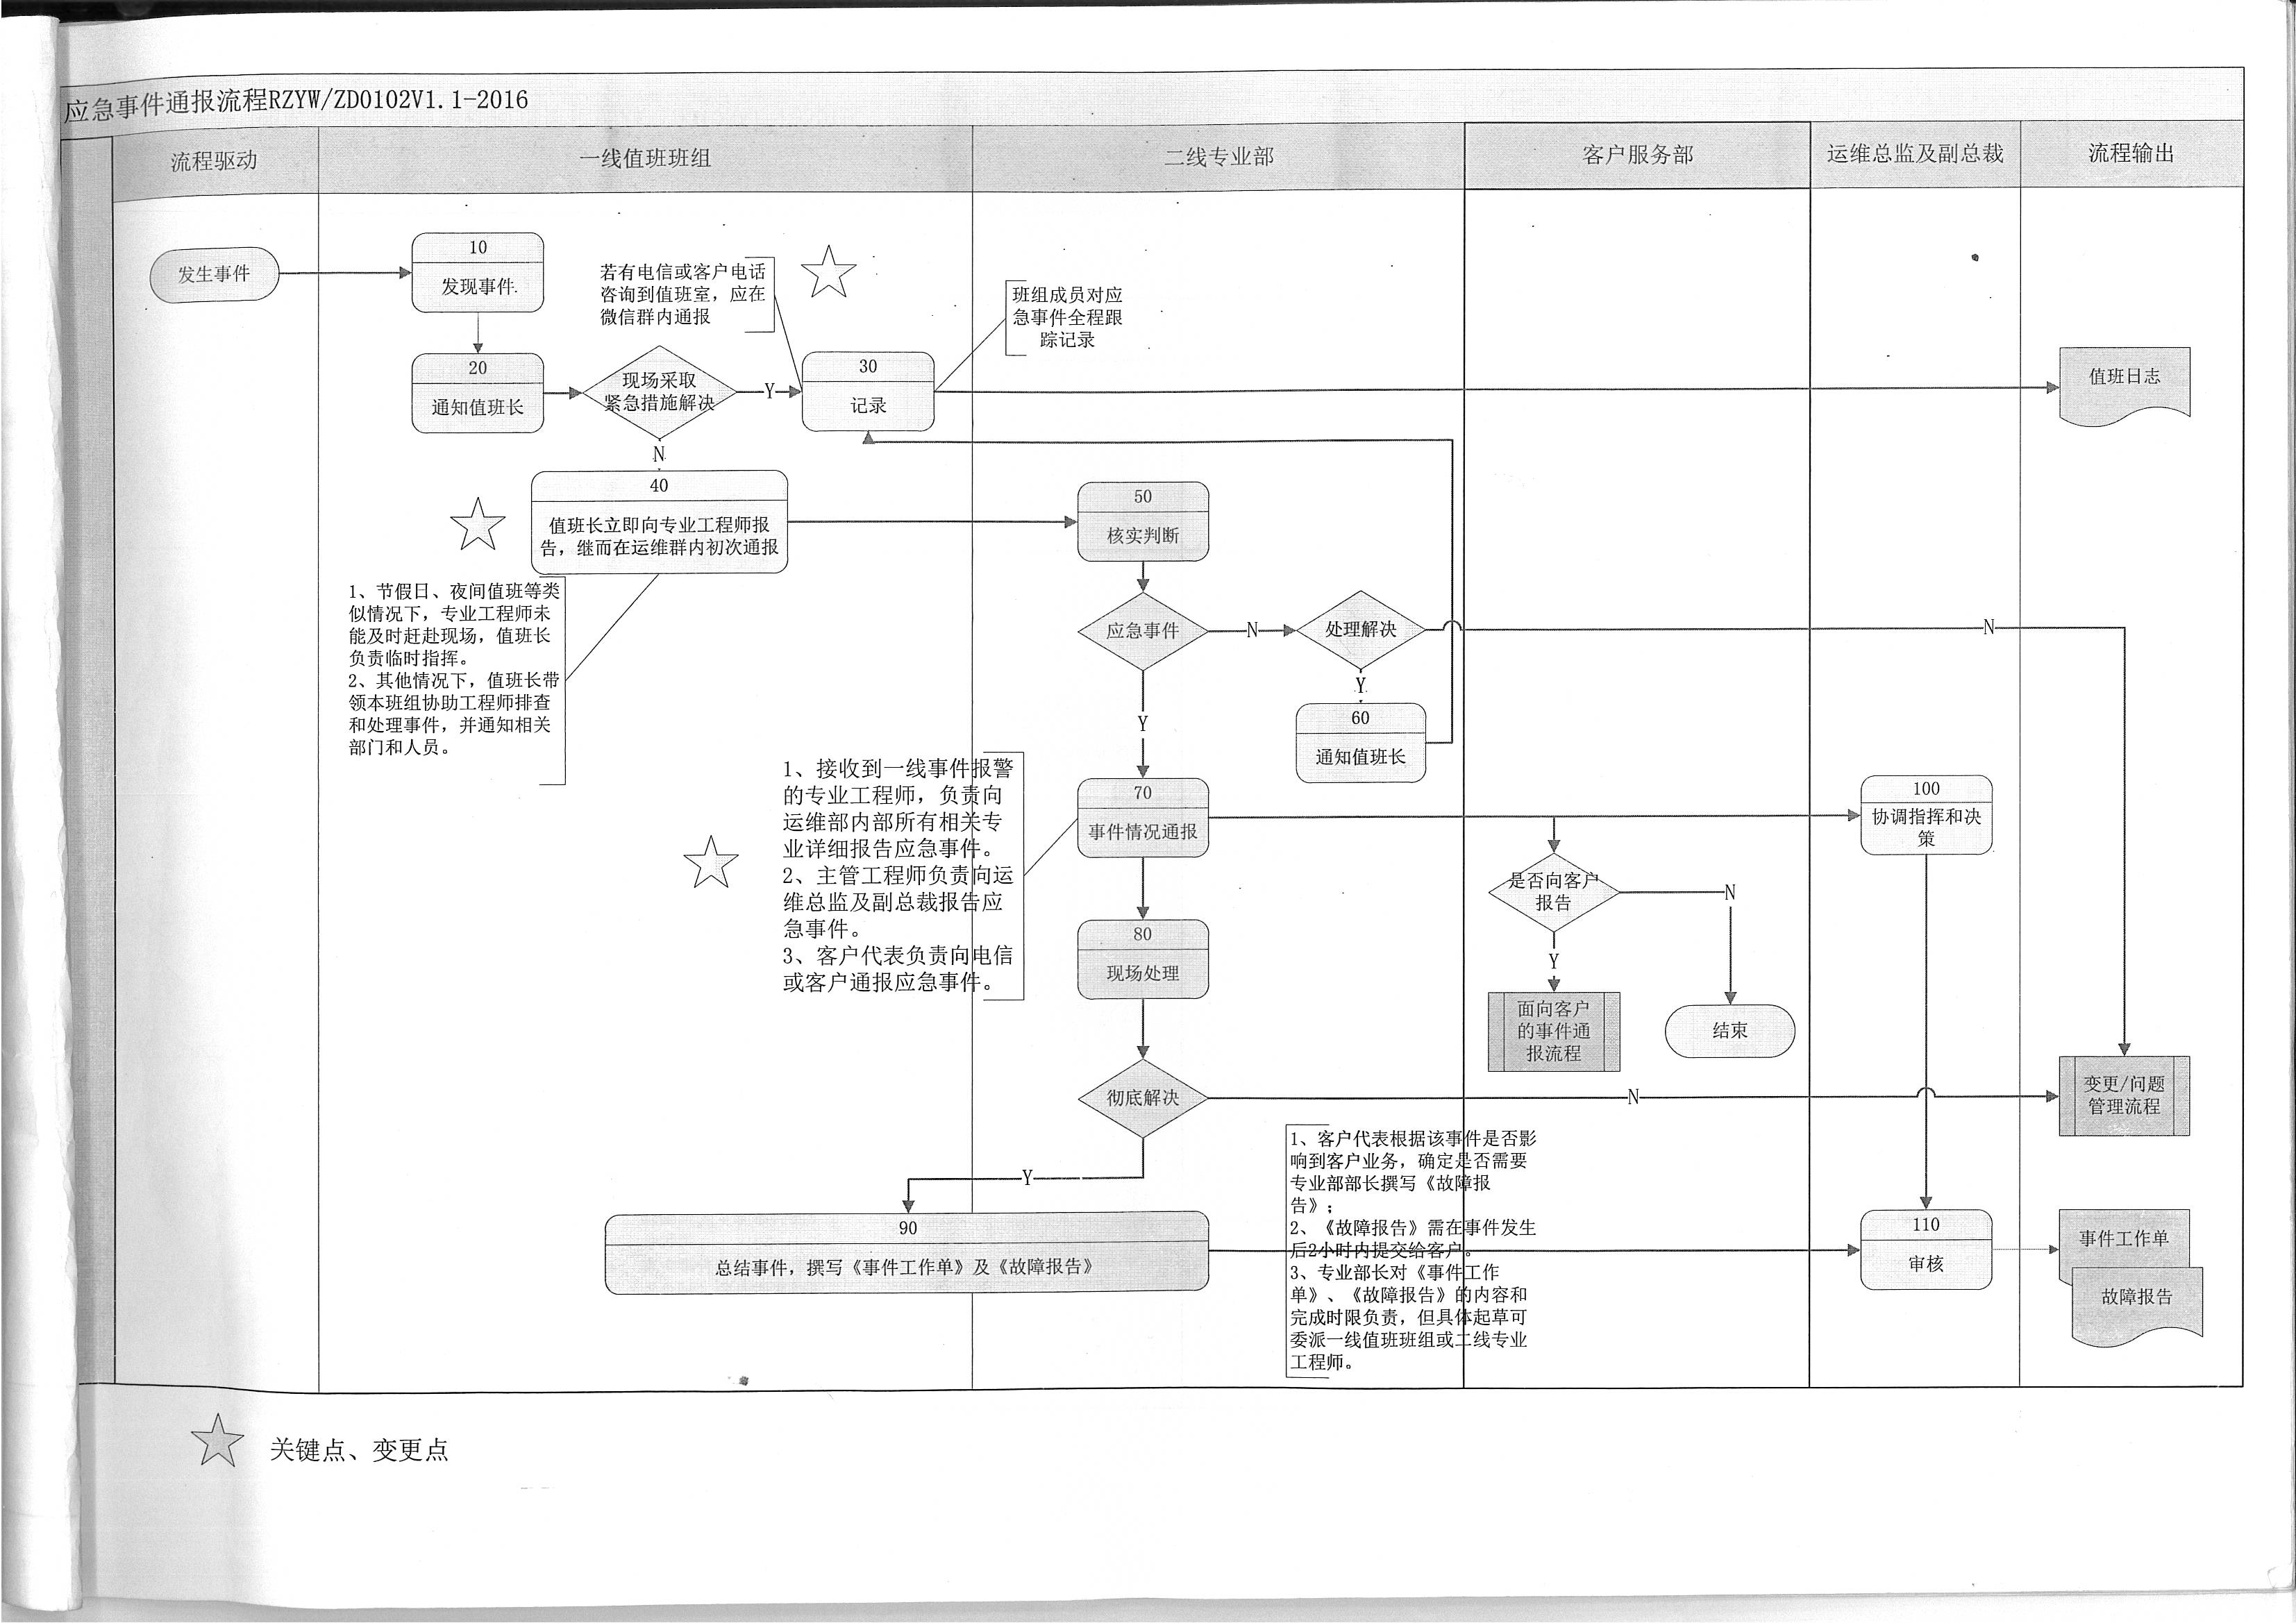 应急事件通报流程RZYW/ZD0102V1.1-2016
流程驱动
一线值班班组
二线专业部
客户服务部
运维总监及副总裁
流程输出
发生事件
10
发现事件
若有电信或客户电话
咨询到值班室，应在
微信群内通报
班组成员对应
急事件全程跟
踪记录
20
通知值班长
现场采取
紧急措施解决
Y
30
记录
值班日志
N
40
值班长立即向专业工程师报
告，继而在运维群内初次通报
50
核实判断
1、节假日、夜间值班等类
似情况下，专业工程师未
能及时赶赴现场，值班长
负责临时指挥。
2、其他情况下，值班长带
领本班组协助工程师排查
和处理事件，并通知相关
部门和人员。
应急事件
N
处理解决
N
Y
Y
60
通知值班长
1、接收到一线事件报警
的专业工程师，负责向
运维部内部所有相关专
业详细报告应急事件。
2、主管工程师负责向运
维总监及副总裁报告应
急事件。
3、客户代表负责向电信
或客户通报应急事件。
70
事件情况通报
100
协调指挥和决
策
是否向客户
报告
N
Y
80
现场处理
面向客户
的事件通
报流程
结束
彻底解决
N
变更/问题
管理流程
Y
1、客户代表根据该事件是否影
响到客户业务，确定是否需要
专业部部长撰写《故障报
告》；
2、《故障报告》需在事件发生
后2小时内提交给客户。
3、专业部长对《事件工作
单》、《故障报告》的内容和
完成时限负责，但具体起草可
委派一线值班班组或二线专业
工程师。
90
总结事件，撰写《事件工作单》及《故障报告》
110
审核
事件工作单
故障报告
关键点、变更点